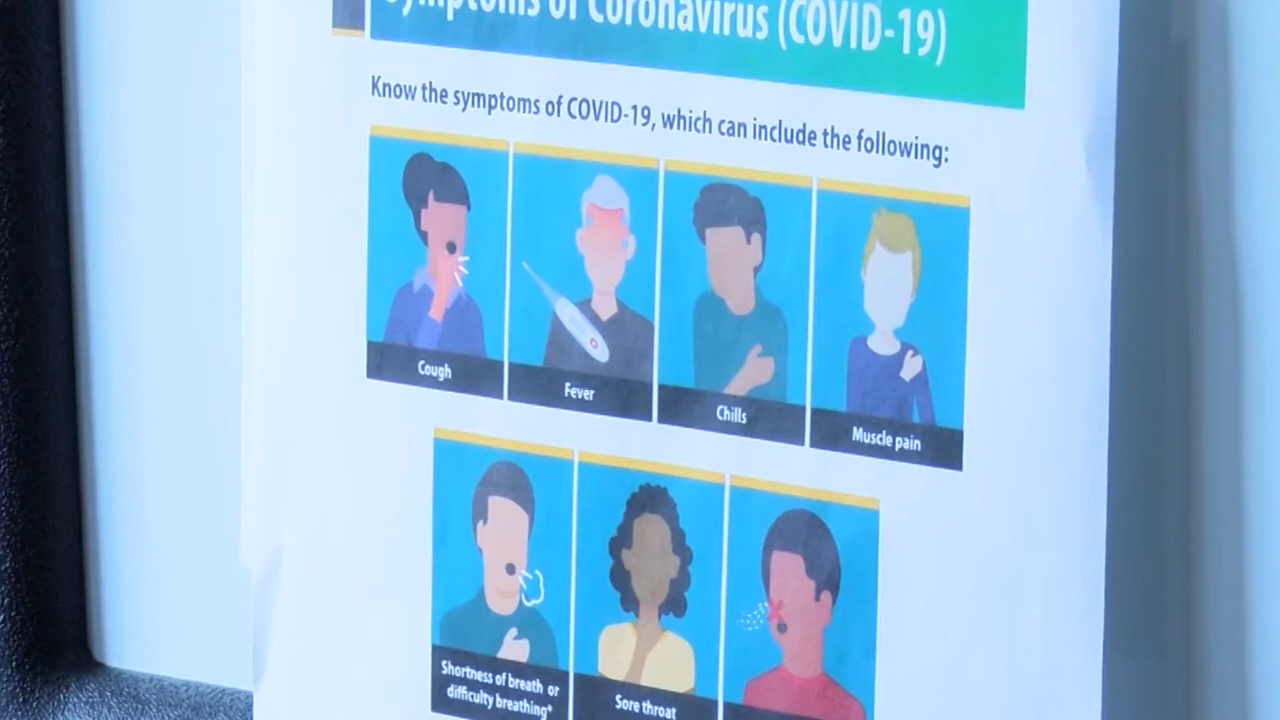 Symptoms of Coronavirus (COVID-19)
Know the symptoms of COVID-19, which can include the following:
Cough
Fever
Chills
Muscle pain
Shortness of breath or
difficulty breathing*
Sore throat